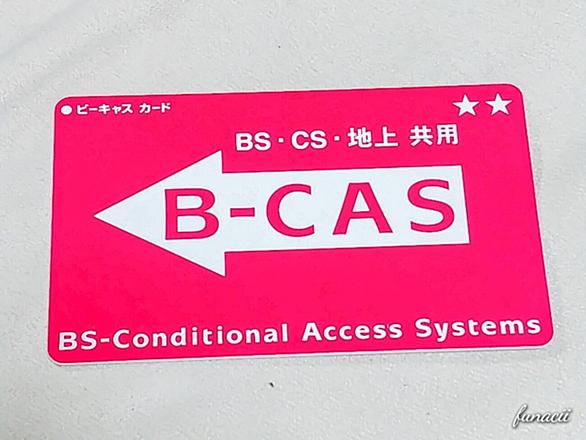 ● ビーキャス カード
★★
BS・CS・地上 共用
B-CAS
BS-Conditional Access Systems
funacii